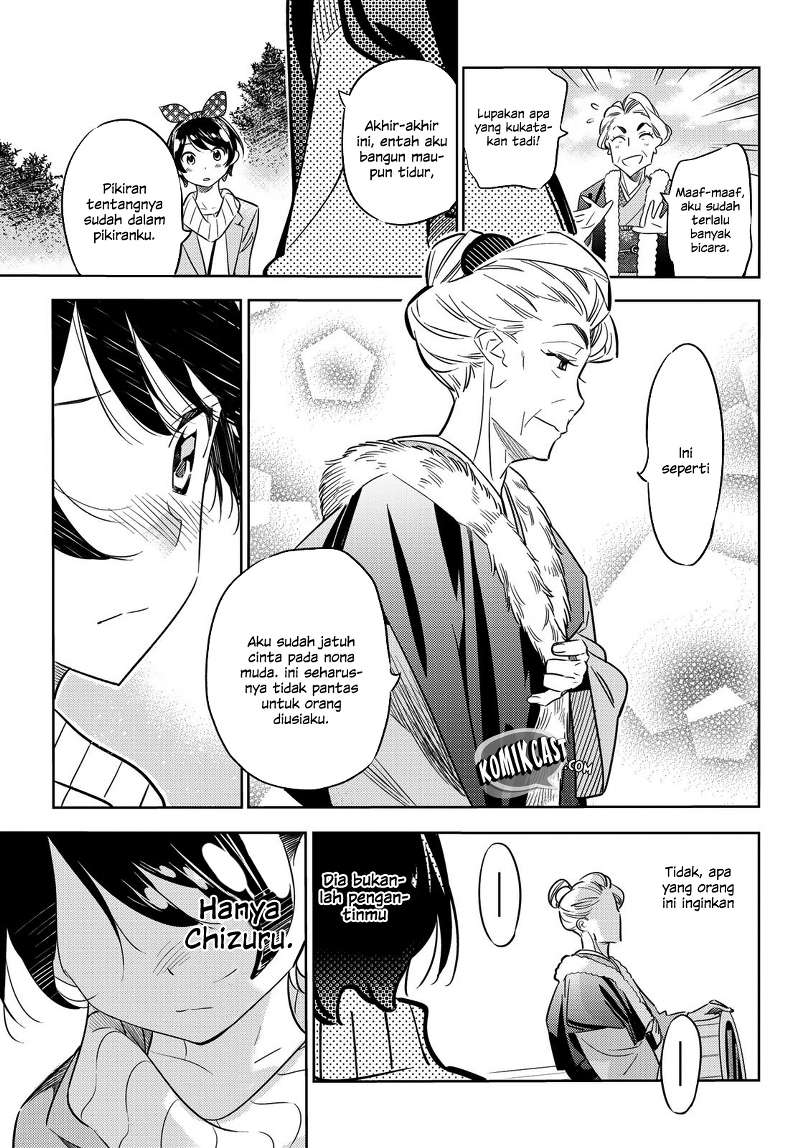 Maaf-maaf,
aku sudah
terlalu
banyak
bicara.
Lupakan apa
yang kukata-
kan tadi!
Akhir-akhir
ini, entah aku
bangun mau-
pun tidur,
Pikiran
tentangnya
sudah dalam
pikiranku.
Ini
seperti
Aku sudah jatuh
cinta pada nona
muda. ini seharus-
nya tidak pantas
untuk orang
diusiaku.
KOMIKCAST
.COM
Tidak, apa
yang orang
ini inginkan
Dia bukan-
lah pengan-
tinmu
Hanya
Chizuru.